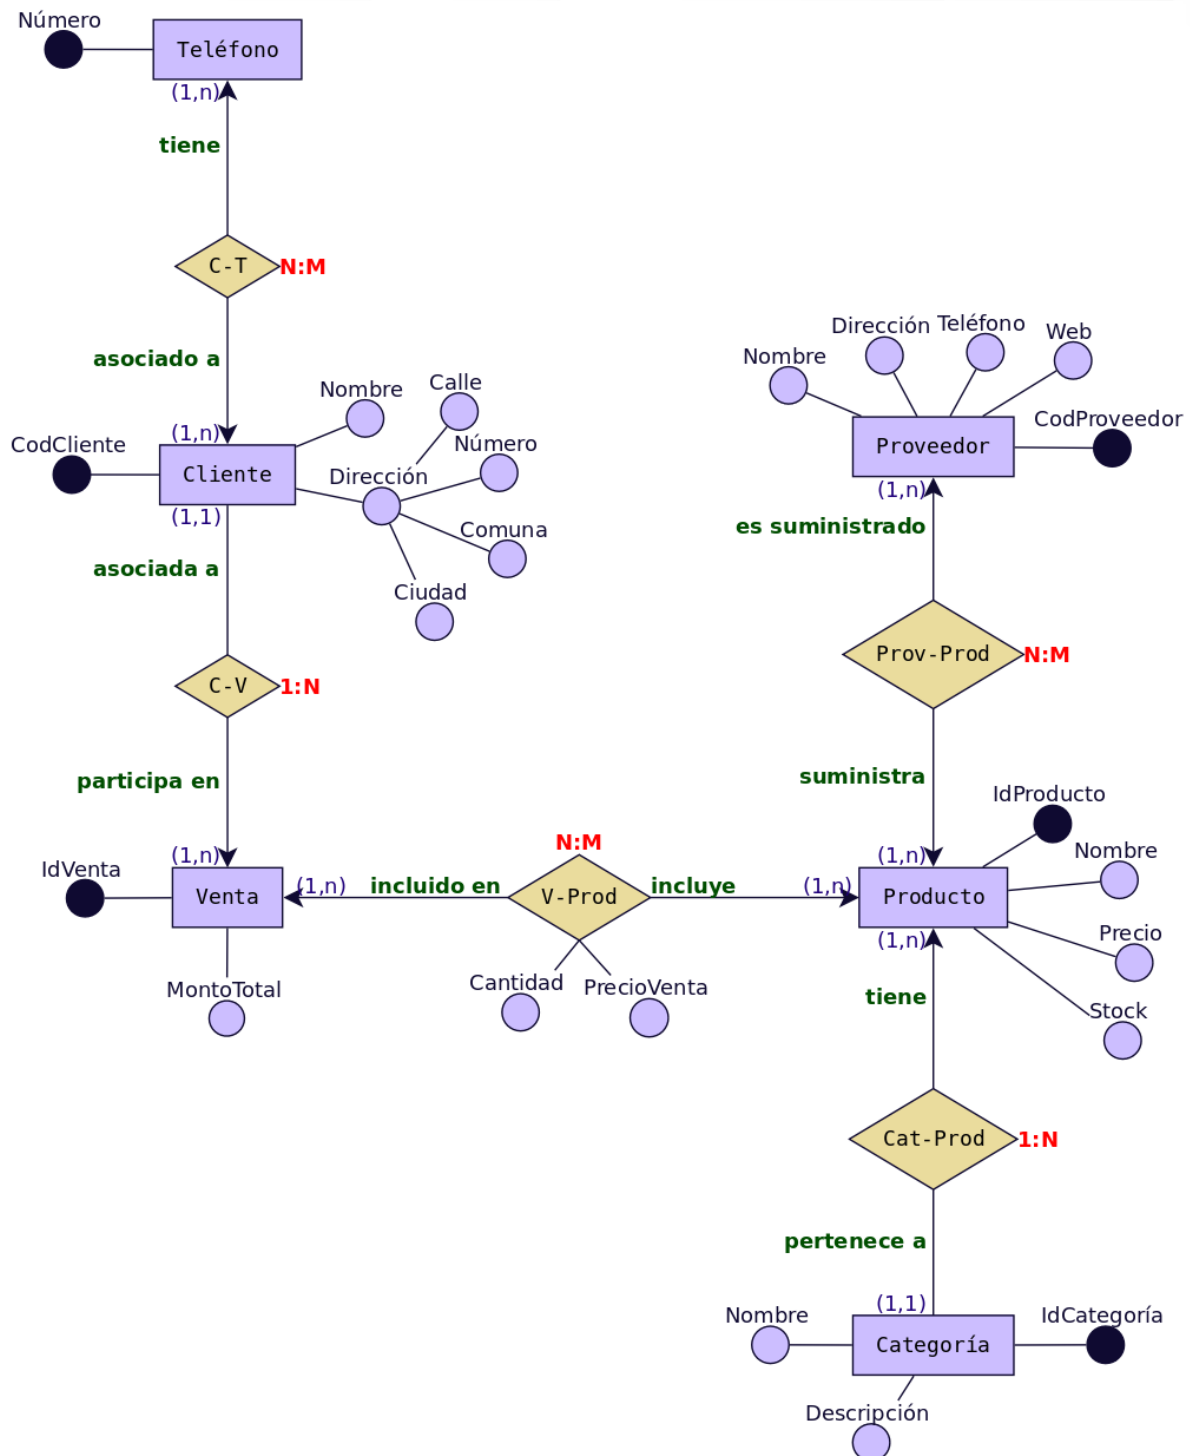 Número
Teléfono
(1,n)
tiene
C-T
N:M
asociado a
(1,n)
CodCliente
Cliente
Nombre
Calle
Número
Dirección
Comuna
Ciudad
(1,1)
asociada a
C-V
1:N
participa en
(1,n)
IdVenta
Venta
MontoTotal
(1,n)
incluido en
N:M
V-Prod
incluye
(1,n)
Cantidad
PrecioVenta
Nombre
Dirección
Teléfono
Web
CodProveedor
Proveedor
(1,n)
es suministrado
Prov-Prod
N:M
suministra
(1,n)
IdProducto
Nombre
Producto
Precio
Stock
(1,n)
tiene
Cat-Prod
1:N
pertenece a
(1,1)
Nombre
Categoría
IdCategoría
Descripción